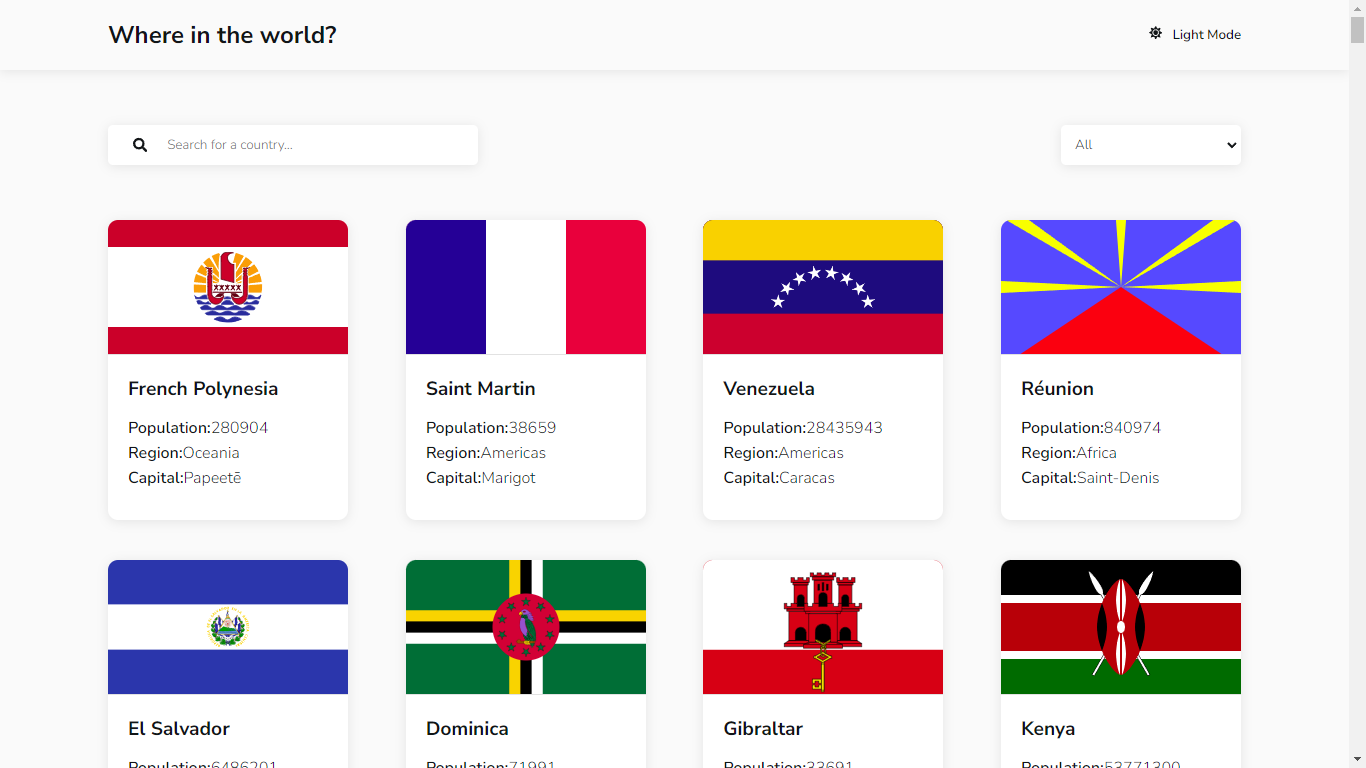 Where in the world?
Light Mode
Search for a country...
All
French Polynesia
Population:280904
Region:Oceania
Capital:Papeetē
Saint Martin
Population:38659
Region:Americas
Capital:Marigot
Venezuela
Population:28435943
Region:Americas
Capital:Caracas
Réunion
Population:840974
Region:Africa
Capital:Saint-Denis
El Salvador
Population:6486201
Dominica
Population:71991
Gibraltar
Population:33691
Kenya
Population:53771300